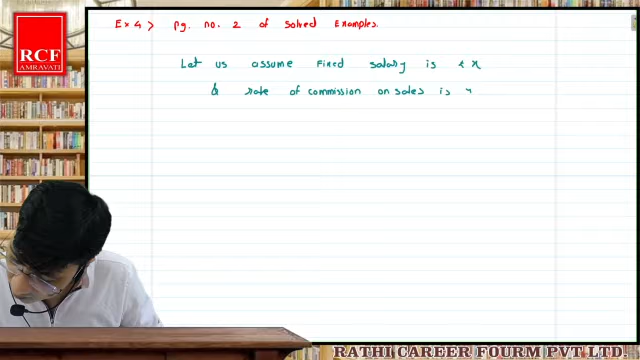 RCF
AMRAVATI
Ex 4 > pg. no. 2 of solved Examples.
Let us assume Fixed salary is ₹ x
& rate of commission on sales is
RATHI CAREER FOURM PVT LTD.